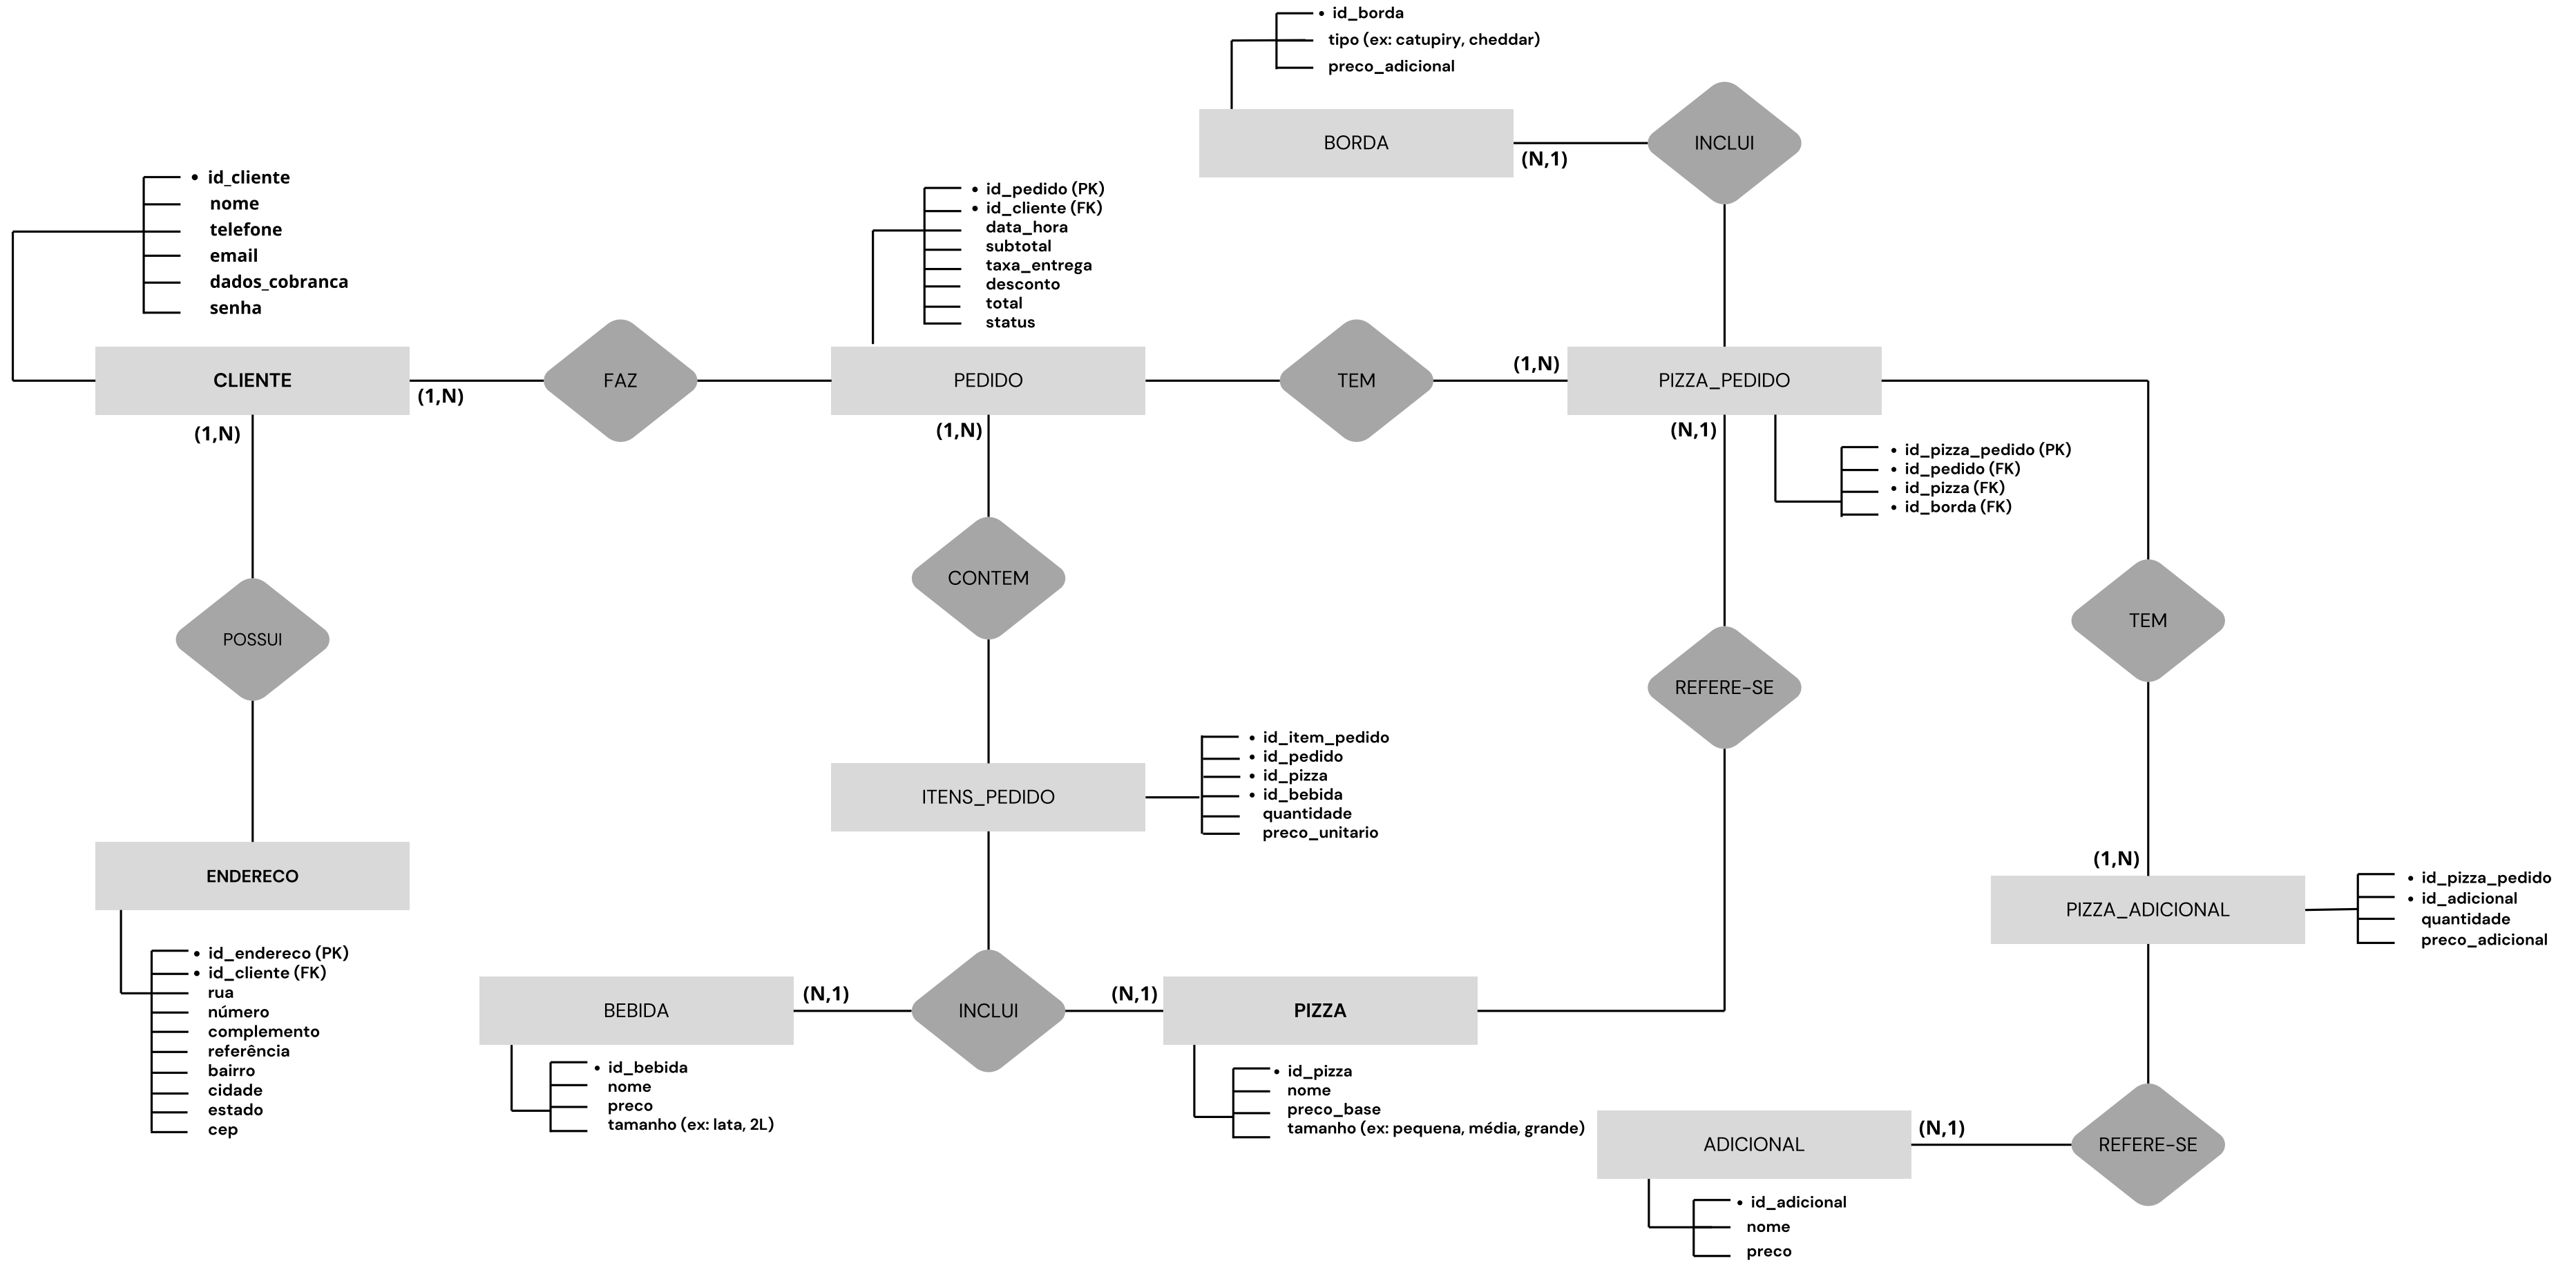 • id_borda
tipo (ex: catupiry, cheddar)
preco_adicional
BORDA
(N,1)
INCLUI
• id_cliente
nome
telefone
email
dados_cobranca
senha
• id_pedido (PK)
• id_cliente (FK)
data_hora
subtotal
taxa_entrega
desconto
total
status
CLIENTE
(1,N)
(1,N)
FAZ
PEDIDO
(1,N)
TEM
(1,N)
PIZZA_PEDIDO
(N,1)
• id_pizza_pedido (PK)
• id_pedido (FK)
• id_pizza (FK)
• id_borda (FK)
POSSUI
CONTEM
REFERE-SE
TEM
ITENS_PEDIDO
• id_item_pedido
• id_pedido
• id_pizza
• id_bebida
quantidade
preco_unitario
ENDERECO
• id_endereco (PK)
• id_cliente (FK)
rua
número
complemento
referência
bairro
cidade
estado
cep
(1,N)
PIZZA_ADICIONAL
• id_pizza_pedido
• id_adicional
quantidade
preco_adicional
BEBIDA
(N,1)
INCLUI
(N,1)
PIZZA
• id_bebida
nome
preco
tamanho (ex: lata, 2L)
• id_pizza
nome
preco_base
tamanho (ex: pequena, média, grande)
ADICIONAL
(N,1)
REFERE-SE
• id_adicional
nome
preco